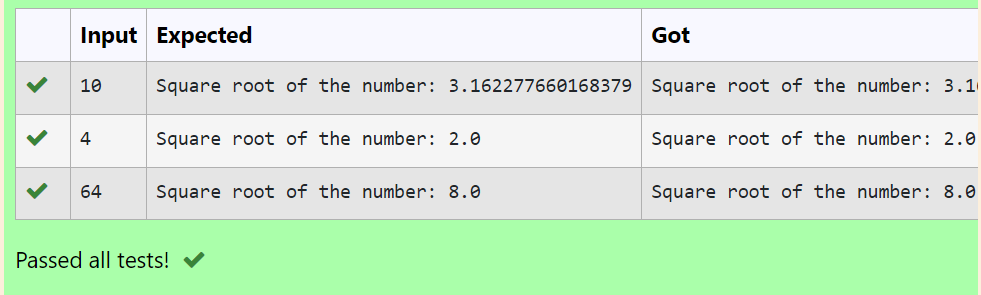 Input Expected Got
10 Square root of the number: 3.162277660168379 Square root of the number: 3.1
4 Square root of the number: 2.0 Square root of the number: 2.0
64 Square root of the number: 8.0 Square root of the number: 8.0
Passed all tests!